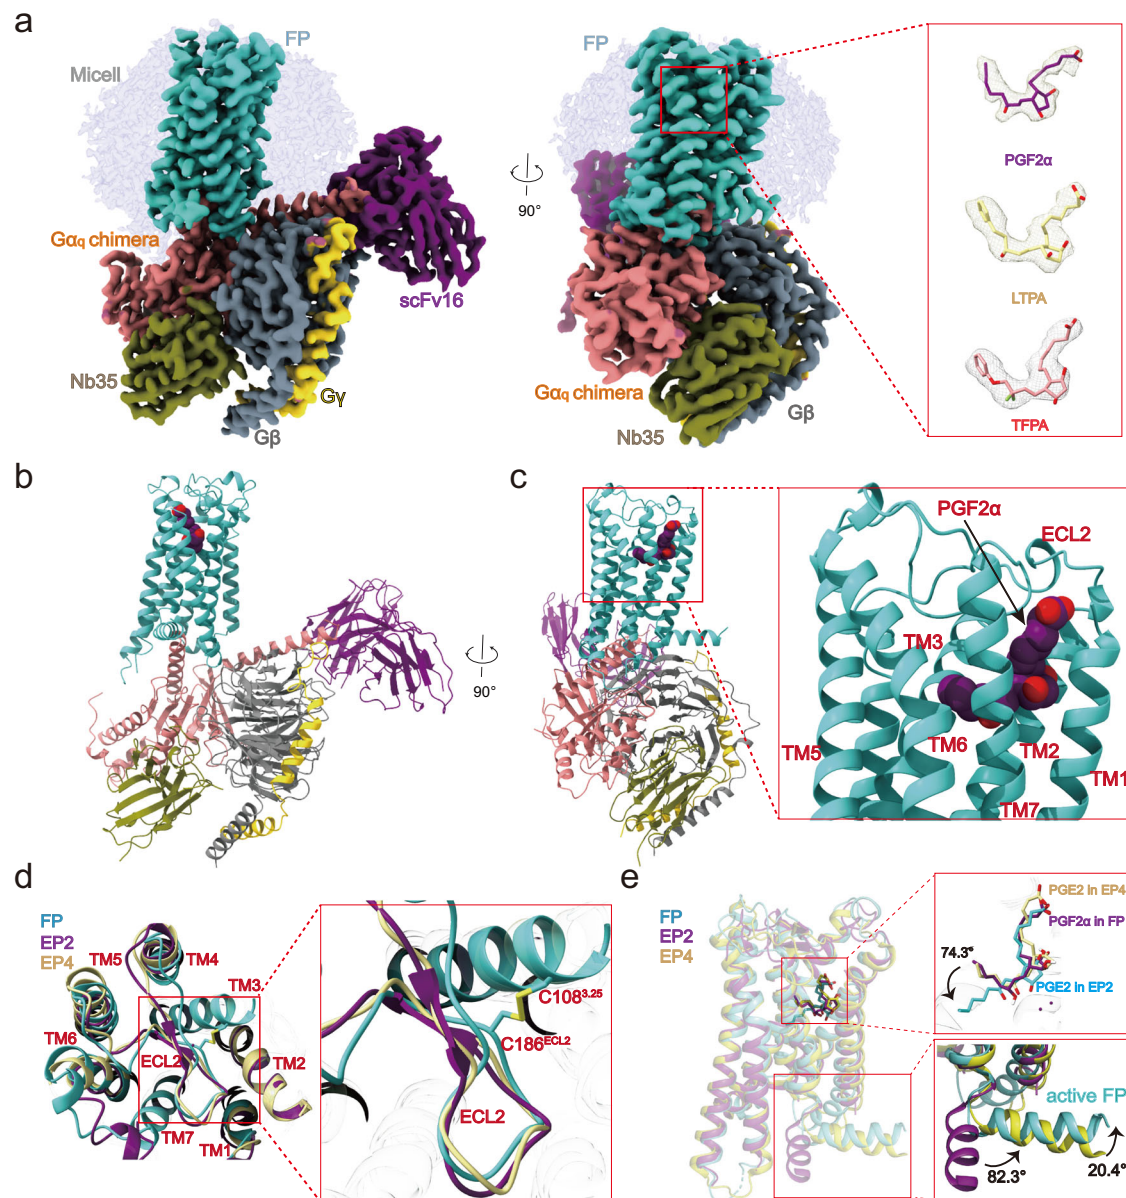 a
FP
Micell
Gαq chimera
scFv16
Nb35
Gγ
Gβ
90°
FP
Gαq chimera
Nb35
Gβ
PGF2α
LTPA
TFPA
b
90°
c
PGF2α
ECL2
TM3
TM5
TM6
TM2
TM1
TM7
d
FP
EP2
EP4
TM5
TM4
TM3
TM6
ECL2
TM2
TM7
TM1
C108³·²⁵
C186ᴱᶜᴸ²
ECL2
e
FP
EP2
EP4
PGE2 in EP4
PGF2α in FP
74.3°
PGE2 in EP2
active FP
82.3°
20.4°